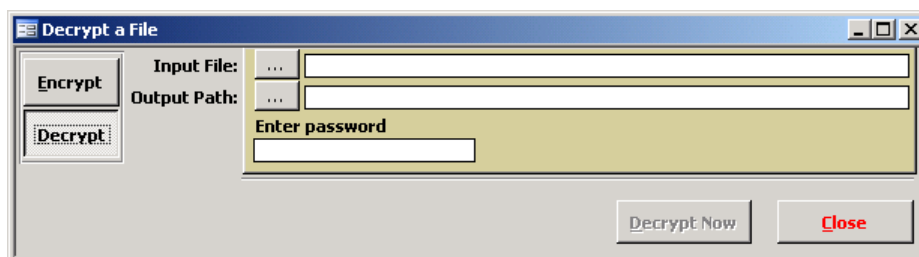 Decrypt a File
Encrypt
Decrypt
Input File: ...
Output Path: ...
Enter password
Decrypt Now
Close